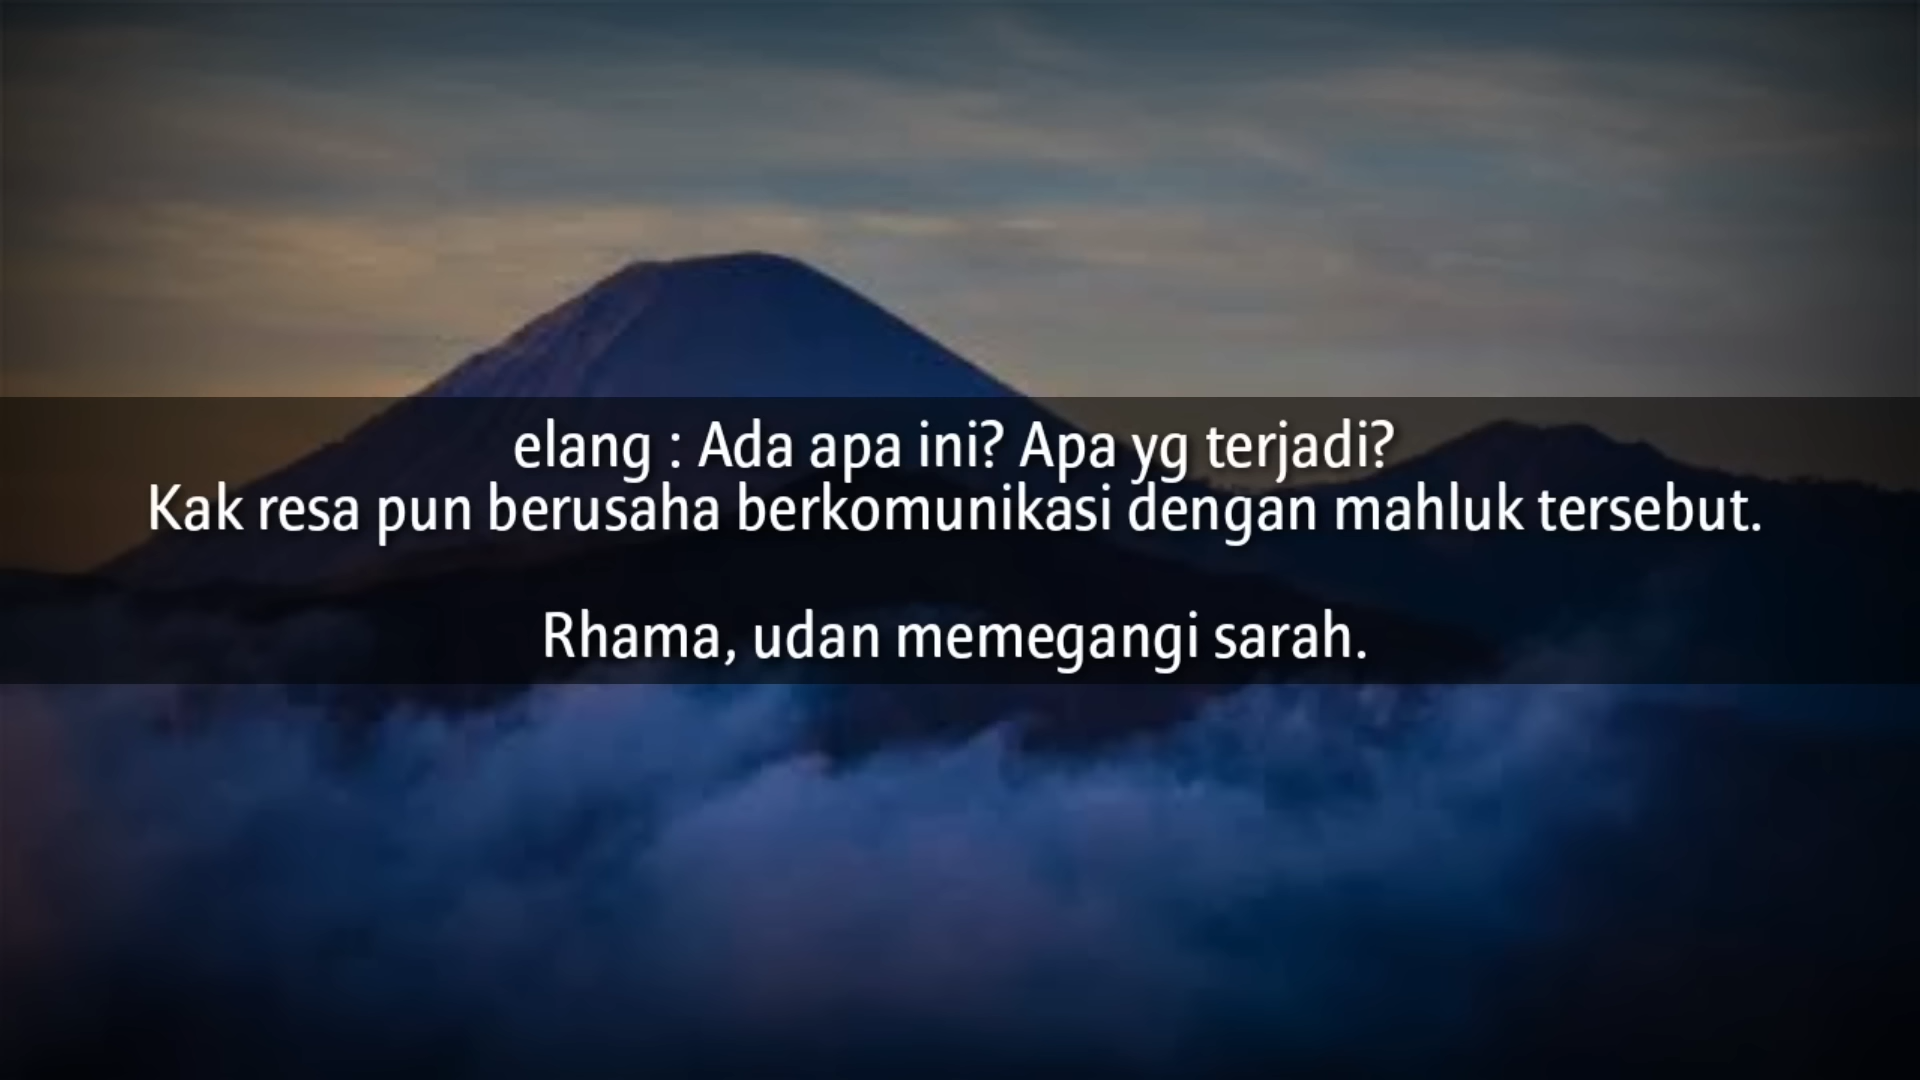 elang : Ada apa ini? Apa yg terjadi?
Kak resa pun berusaha berkomunikasi dengan mahluk tersebut.
Rhama, udan memegangi sarah.